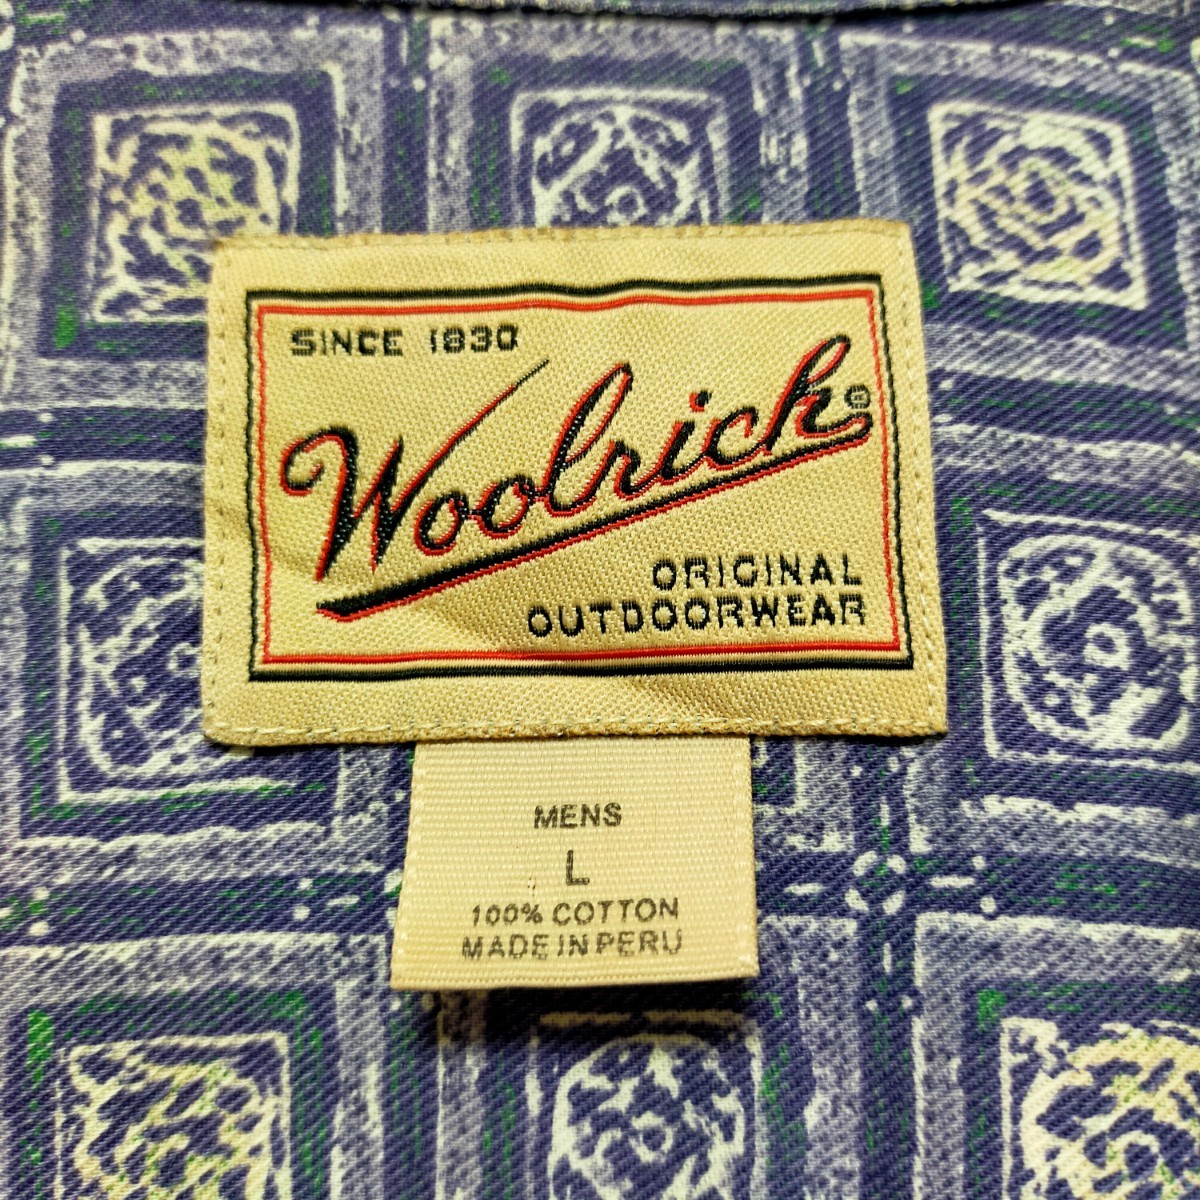 SINCE 1830
Woolrich®
ORIGINAL
OUTDOORWEAR
MENS
L
100% COTTON
MADE IN PERU